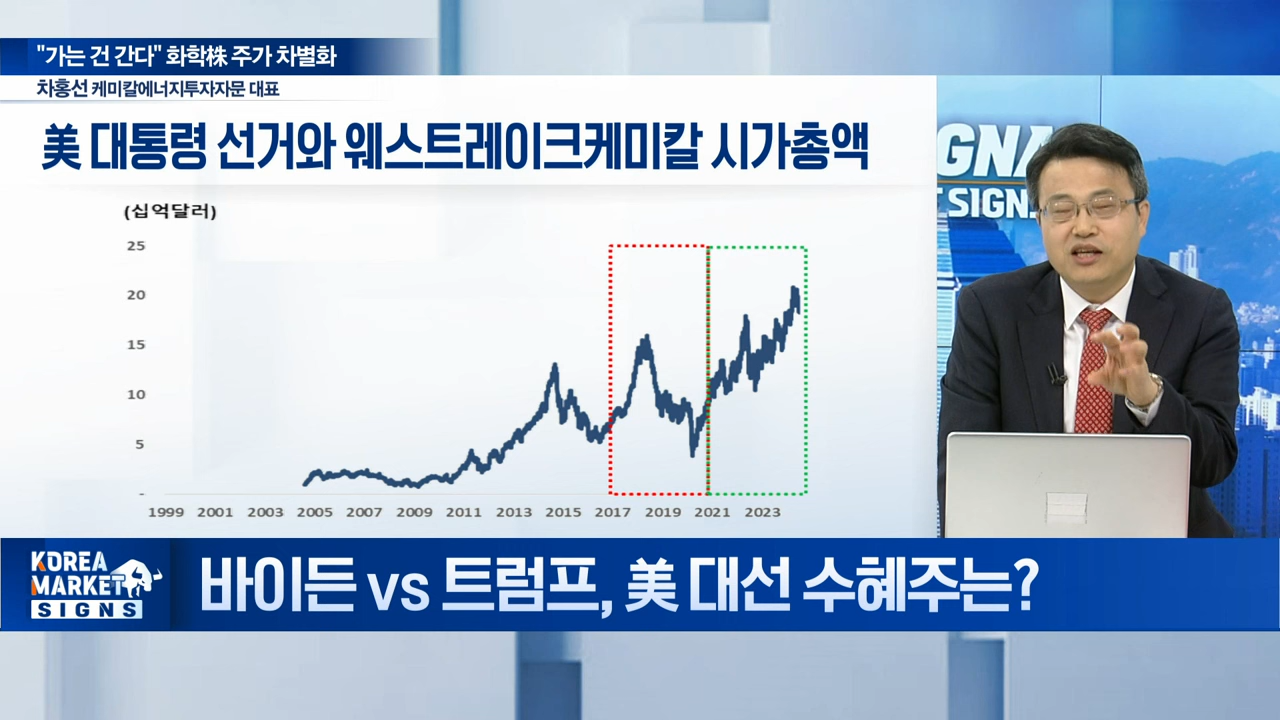 "가는 건 간다" 화학株 주가 차별화
차홍선 케미칼에너지투자자문 대표
美 대통령 선거와 웨스트레이크케미칼 시가총액
(십억달러)
25
20
15
10
5
-
1999 2001 2003 2005 2007 2009 2011 2013 2015 2017 2019 2021 2023
GNA
SIGN
KOREA
MARKET
SIGNS
바이든 vs 트럼프, 美 대선 수혜주는?